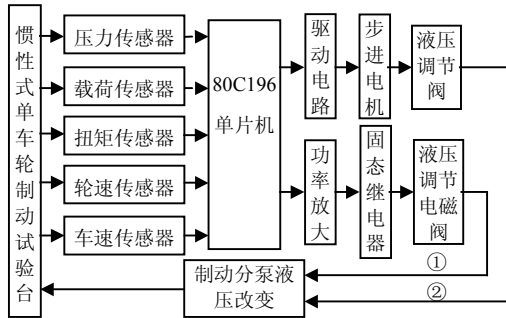 惯性式单车轮制动试验台
压力传感器
载荷传感器
扭矩传感器
轮速传感器
车速传感器
80C196
单片机
驱动电路
步进电机
液压
调节
阀
功率放大
固态继电器
液压
调节
电磁
阀
①
②
制动分泵液
压改变